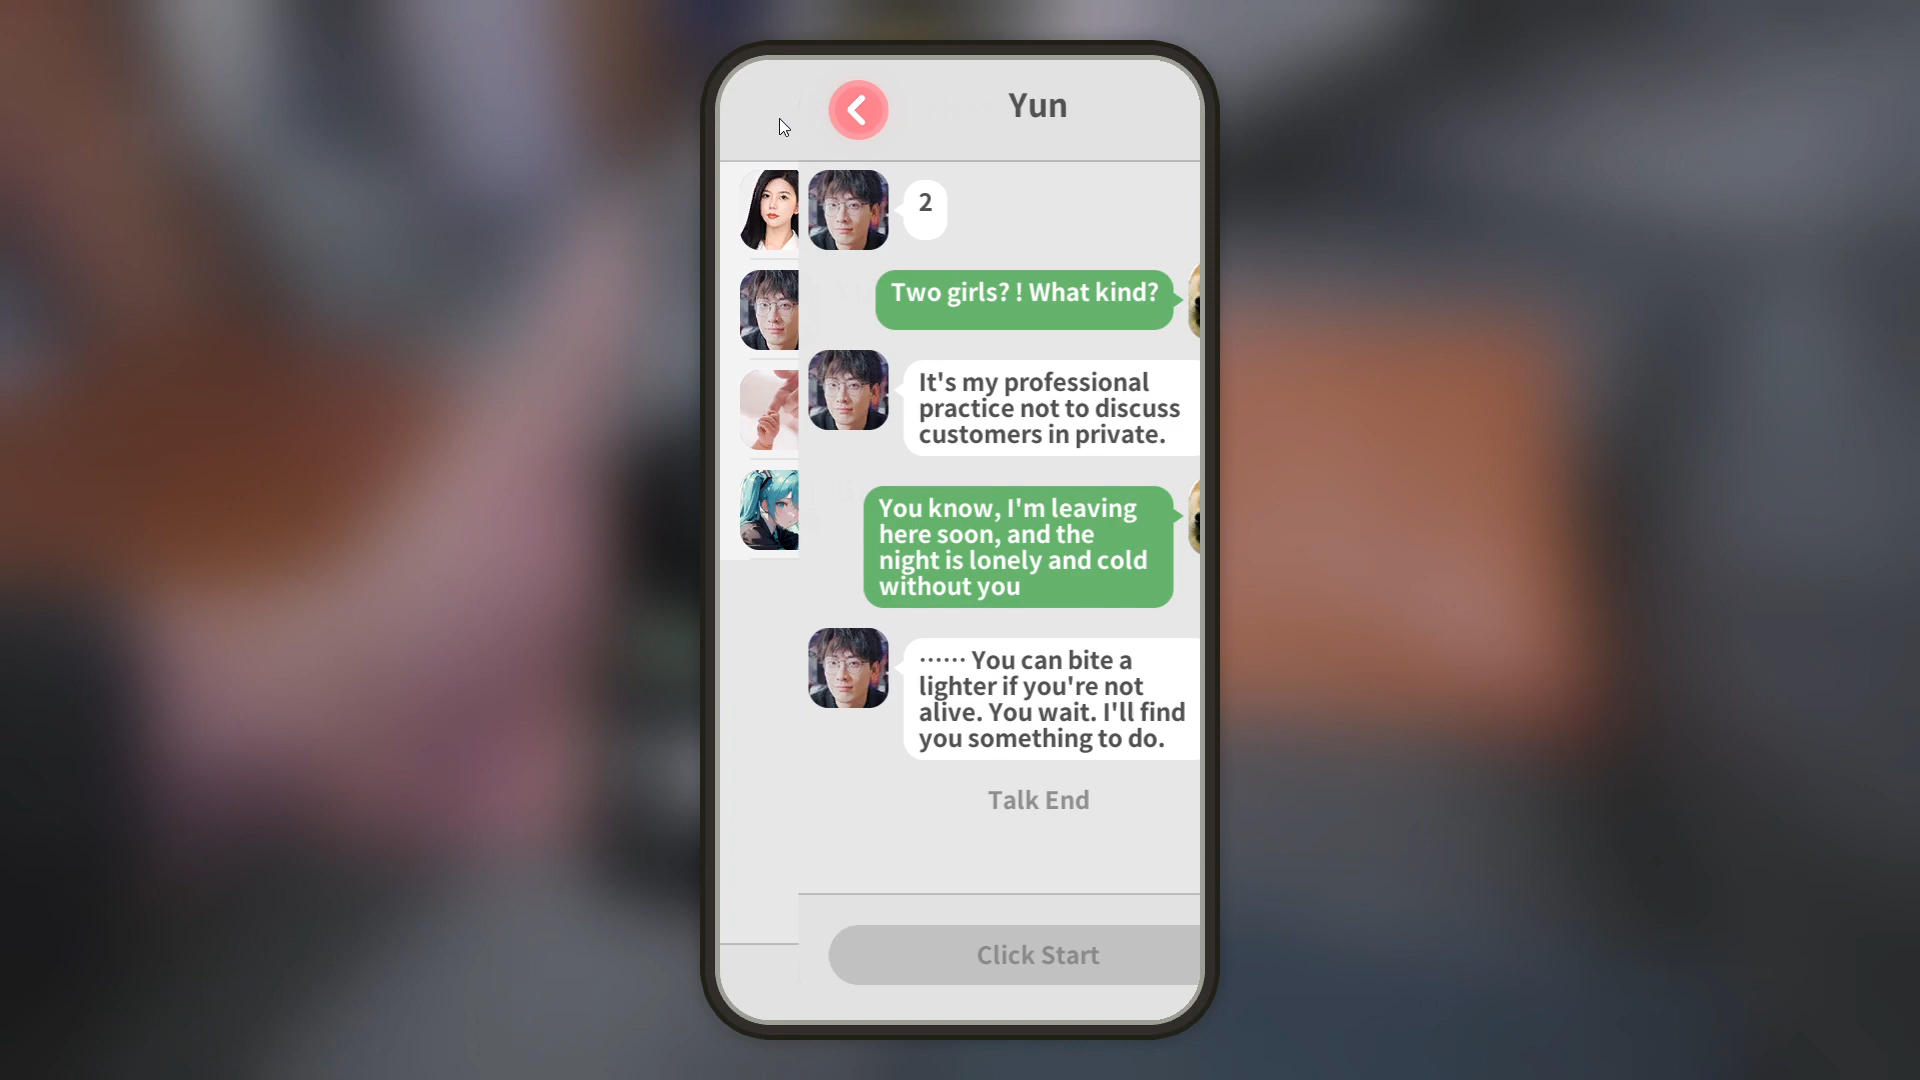 Yun
2
Two girls? ! What kind?
It's my professional
practice not to discuss
customers in private.
You know, I'm leaving
here soon, and the
night is lonely and cold
without you
······ You can bite a
lighter if you're not
alive. You wait. I'll find
you something to do.
Talk End
Click Start